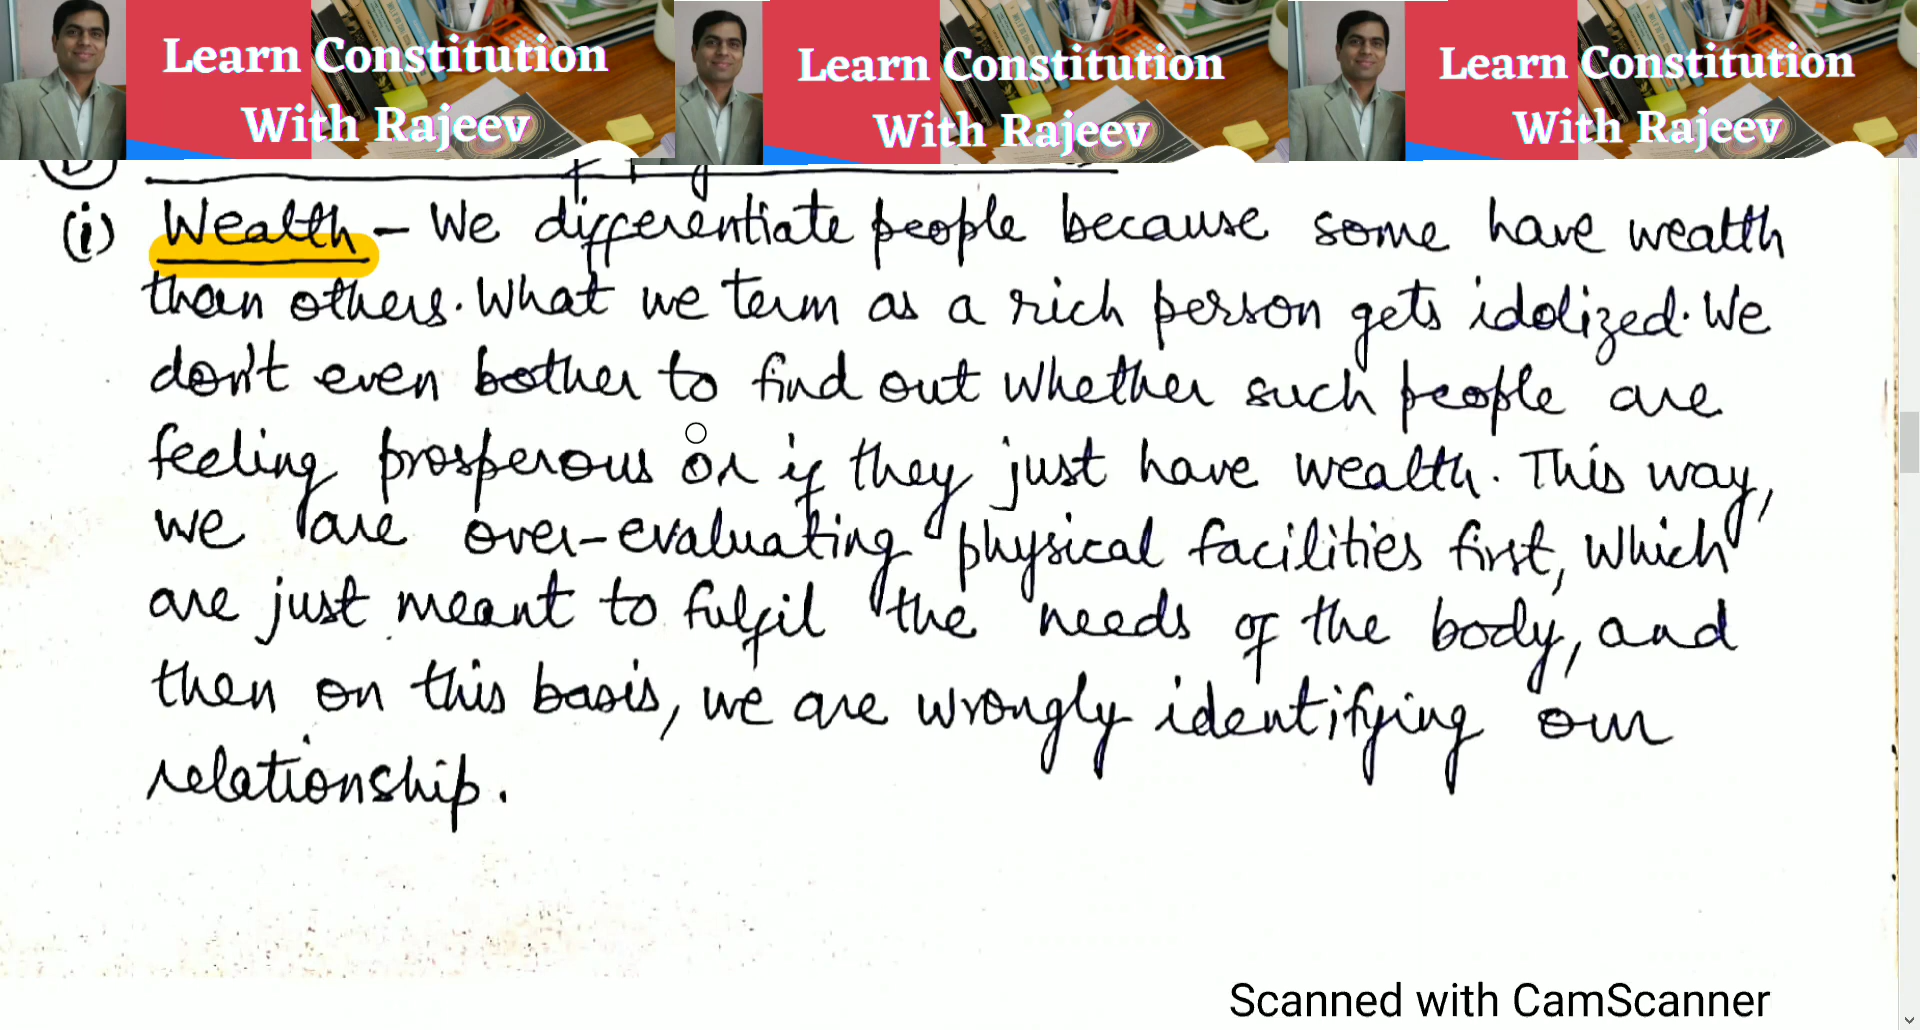 Learn Constitution
With Rajeev
Learn Constitution
With Rajeev
Learn Constitution
With Rajeev
(i) Wealth - We differentiate people because some have wealth
than others. What we term as a rich person gets idolized. We
don't even bother to find out whether such people are
feeling prosperous or if they just have wealth. This way,
we are over-evaluating physical facilities first, which
are just meant to fulfil the needs of the body, and
then on this basis, we are wrongly identifying our
relationship.
Scanned with CamScanner